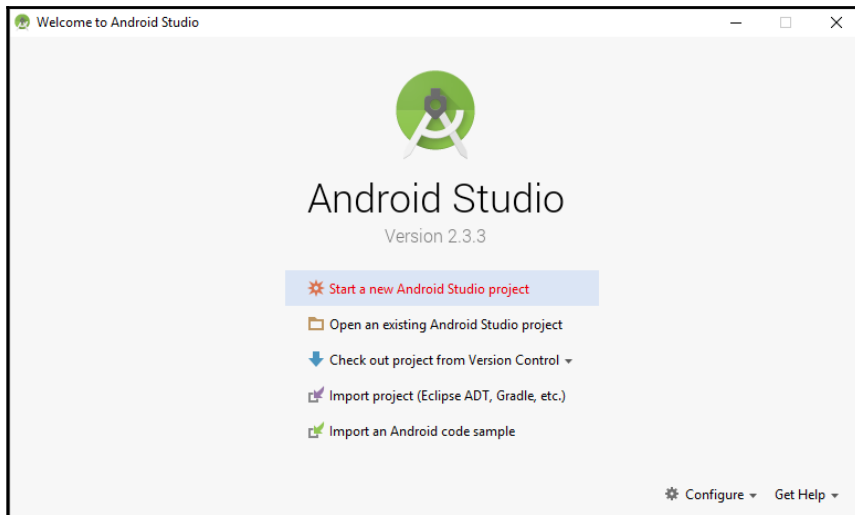 Welcome to Android Studio
Android Studio
Version 2.3.3
Start a new Android Studio project
Open an existing Android Studio project
Check out project from Version Control
Import project (Eclipse ADT, Gradle, etc.)
Import an Android code sample
Configure Get Help